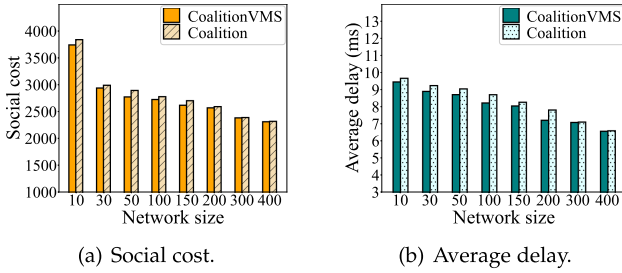 CoalitionVMS
Coalition
4000
3500
3000
2500
2000
1500
1000
Social cost
10 30 50 100 150 200 300 400
Network size
(a) Social cost.
CoalitionVMS
Coalition
13
12
11
10
9
8
7
6
5
4
3
Average delay (ms)
10 30 50 100 150 200 300 400
Network size
(b) Average delay.